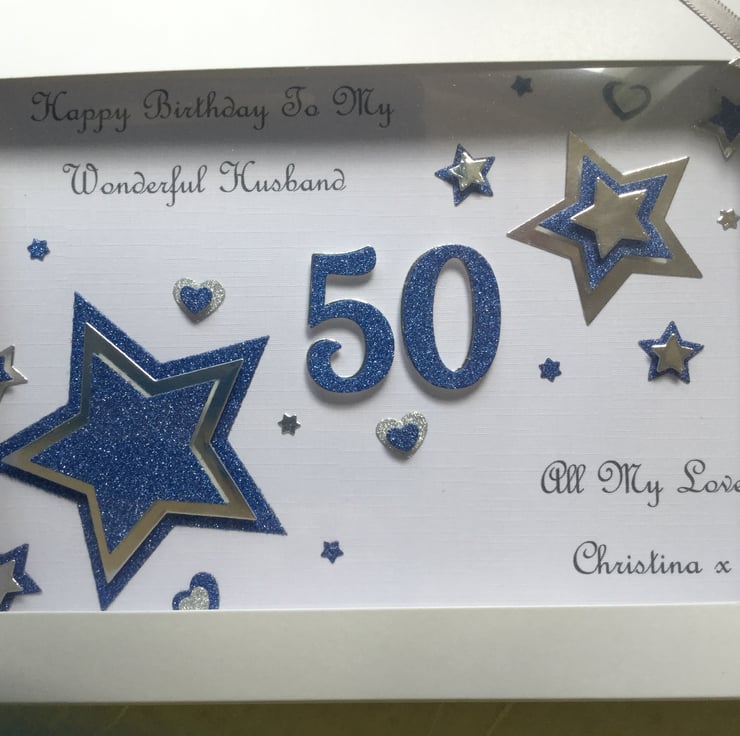 Happy Birthday To My
Wonderful Husband
50
All My Love
Christina x